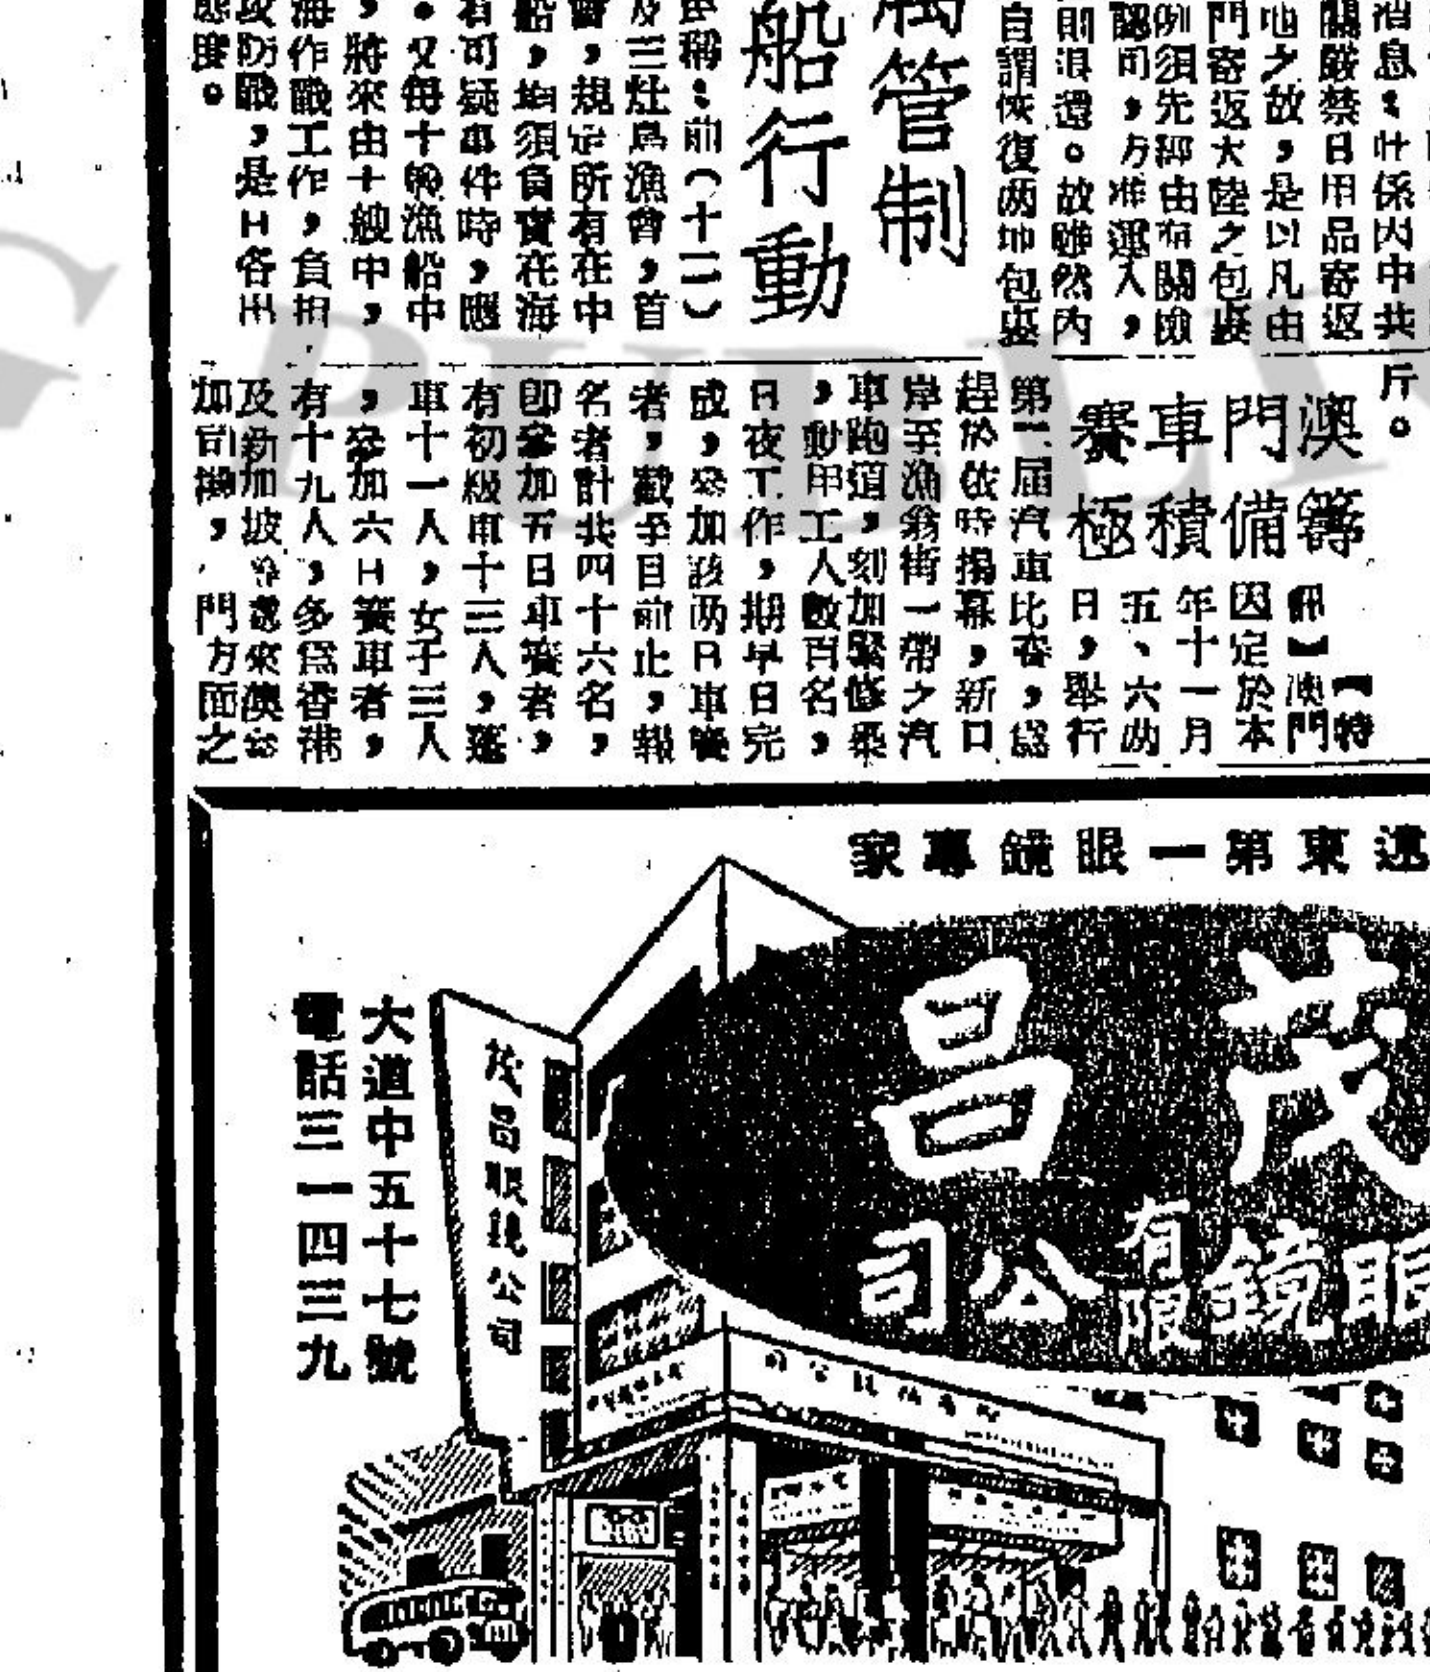 消息：此係因中共
關嚴禁日用品寄返
地之故，是以凡由
門寄返大陸之包裹
例須先經由有關
認可，方准運入，
前退還。故雖然內
自謂恢復两地包裹
管制
船行動
稱：前（十二）
及三灶島漁會，首
會，規定所有在中
船，均須負責在海
有可疑事件時，應
。又每十艘漁船中
，將來由十艘中，
海作戰工作，負担
攻防戰，是日各出
態度。
斤。
澳門車賽
籌備積極
【特
訊】澳門
因定於本
年十一月
五、六两
日，舉行
第二屆汽車比賽，為
趕於依時揭幕，新口
岸至漁翁街一帶之汽
車跑道，刻加緊修築
，動用工人數百名，
日夜工作，期早日完
成，參加該两日車賽
者，截至目前止，報
名者計共四十六名，
即參加五日車賽者，
有初級車十三人，蓬
車十一人，女子三人
，參加六日賽車者，
有十九人，多為香港
及新加坡等處來澳參
加前機，門方面之
遠東第一眼鏡專家
茂昌
眼鏡有限公司
大道中五十七號
電話三一四三九
茂昌眼鏡公司